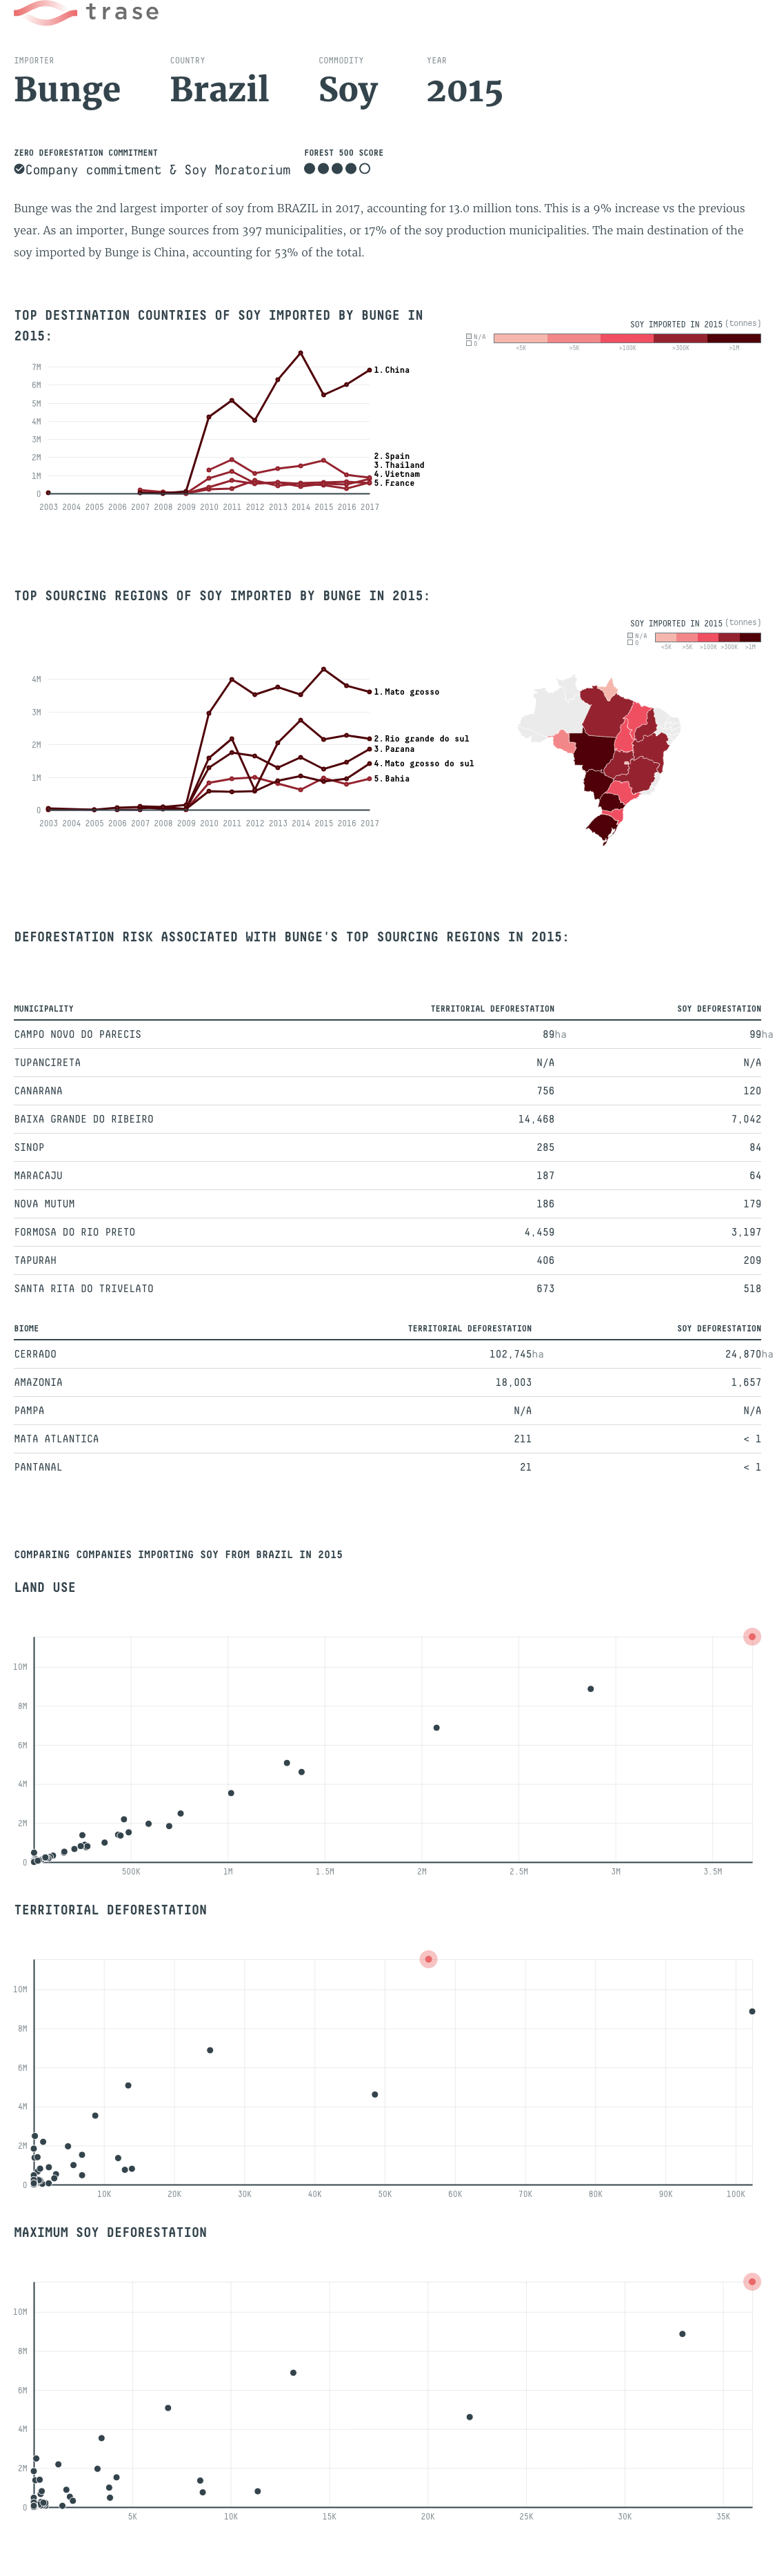 trase
IMPORTER COUNTRY COMMODITY YEAR
Bunge Brazil Soy 2015
ZERO DEFORESTATION COMMITMENT FOREST 500 SCORE
Company commitment & Soy Moratorium
Bunge was the 2nd largest importer of soy from BRAZIL in 2017, accounting for 13.0 million tons. This is a 9% increase vs the previous
year. As an importer, Bunge sources from 397 municipalities, or 17% of the soy production municipalities. The main destination of the
soy imported by Bunge is China, accounting for 53% of the total.
TOP DESTINATION COUNTRIES OF SOY IMPORTED BY BUNGE IN
2015:
SOY IMPORTED IN 2015 (tonnes)
N/A
0
<5K >5K >100K >300K >1M
7M
6M
5M
4M
3M
2M
1M
0
1. China
2. Spain
3. Thailand
4. Vietnam
5. France
2003 2004 2005 2006 2007 2008 2009 2010 2011 2012 2013 2014 2015 2016 2017
TOP SOURCING REGIONS OF SOY IMPORTED BY BUNGE IN 2015:
SOY IMPORTED IN 2015 (tonnes)
N/A
0
<5K >5K >100K >300K >1M
4M
3M
2M
1M
0
1. Mato grosso
2. Rio grande do sul
3. Parana
4. Mato grosso do sul
5. Bahia
2003 2004 2005 2006 2007 2008 2009 2010 2011 2012 2013 2014 2015 2016 2017
DEFORESTATION RISK ASSOCIATED WITH BUNGE'S TOP SOURCING REGIONS IN 2015:
MUNICIPALITY TERRITORIAL DEFORESTATION SOY DEFORESTATION
CAMPO NOVO DO PARECIS 89ha 99ha
TUPANCIRETA N/A N/A
CANARANA 756 120
BAIXA GRANDE DO RIBEIRO 14,468 7,042
SINOP 285 84
MARACAJU 187 64
NOVA MUTUM 186 179
FORMOSA DO RIO PRETO 4,459 3,197
TAPURAH 406 209
SANTA RITA DO TRIVELATO 673 518
BIOME TERRITORIAL DEFORESTATION SOY DEFORESTATION
CERRADO 102,745ha 24,870ha
AMAZONIA 18,003 1,657
PAMPA N/A N/A
MATA ATLANTICA 211 < 1
PANTANAL 21 < 1
COMPARING COMPANIES IMPORTING SOY FROM BRAZIL IN 2015
LAND USE
10M
8M
6M
4M
2M
0
500K 1M 1.5M 2M 2.5M 3M 3.5M
TERRITORIAL DEFORESTATION
10M
8M
6M
4M
2M
0
10K 20K 30K 40K 50K 60K 70K 80K 90K 100K
MAXIMUM SOY DEFORESTATION
10M
8M
6M
4M
2M
0
5K 10K 15K 20K 25K 30K 35K